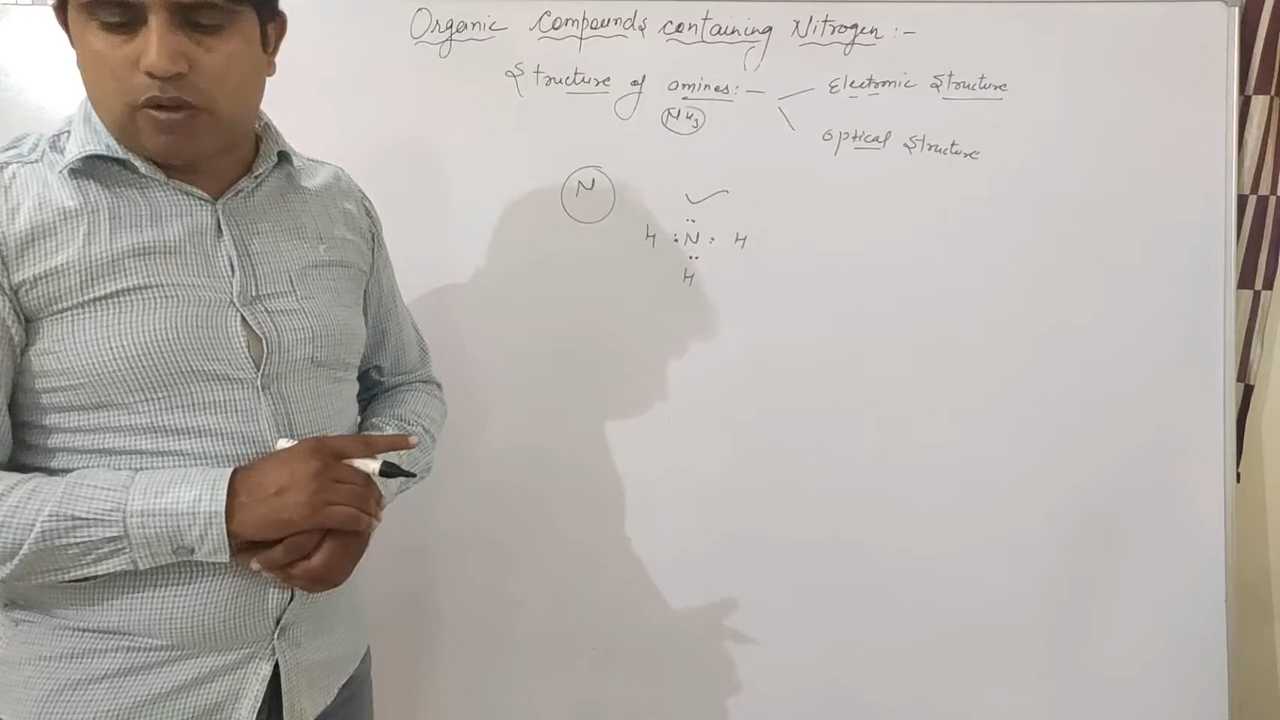 Organic Compounds containing Nitrogen :-
Structure of amines :-
Electronic Structure
NH3
Optical Structure
N
H : N : H
H